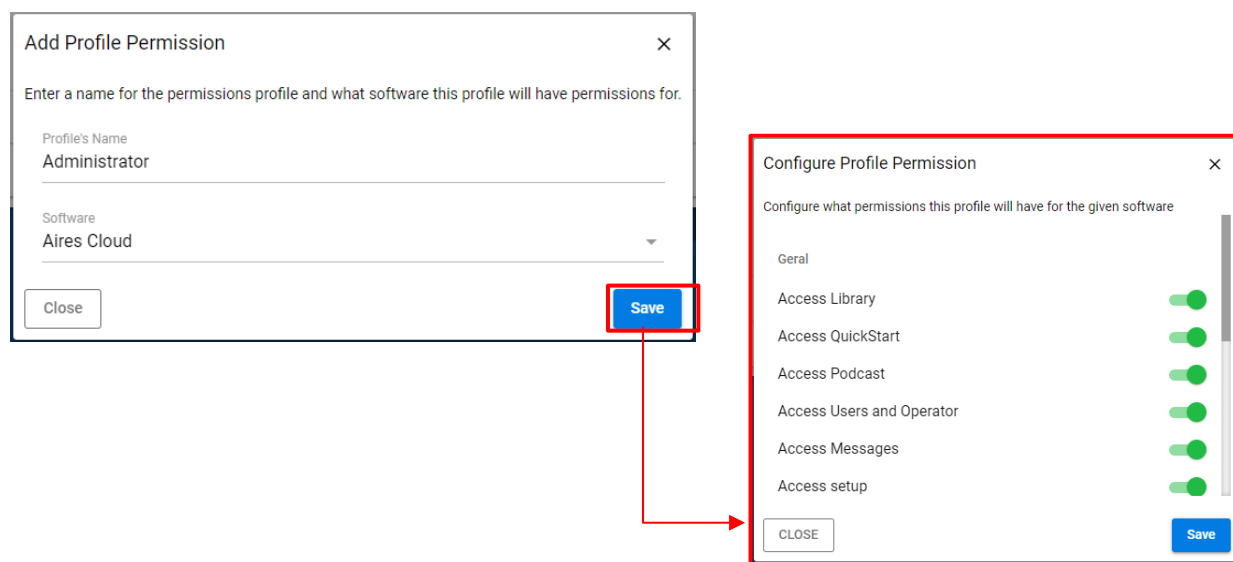 Add Profile Permission
Enter a name for the permissions profile and what software this profile will have permissions for.
Profile's Name
Administrator
Software
Aires Cloud
Close
Save
Configure Profile Permission
Configure what permissions this profile will have for the given software
Geral
Access Library
Access QuickStart
Access Podcast
Access Users and Operator
Access Messages
Access setup
CLOSE
Save